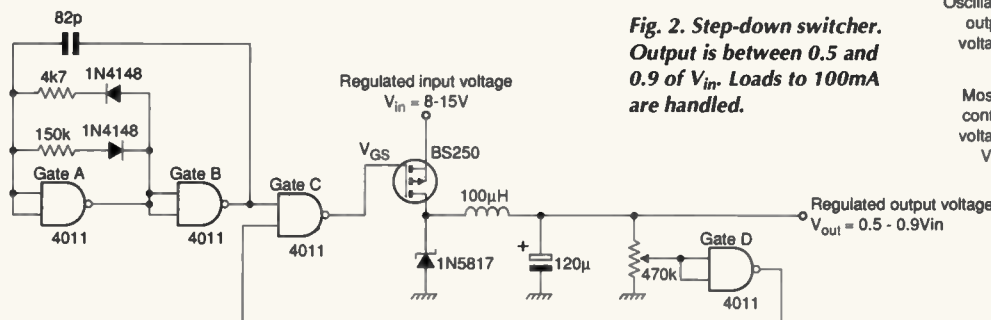 82p
4k7
1N4148
150k
1N4148
Gate A
Gate B
Gate C
4011
4011
4011
Regulated input voltage
Vin = 8-15V
VGS
BS250
100µH
1N5817
+
120µ
470k
Gate D
4011
Regulated output voltage
Vout = 0.5 - 0.9Vin
Fig. 2. Step-down switcher.
Output is between 0.5 and
0.9 of Vin. Loads to 100mA
are handled.